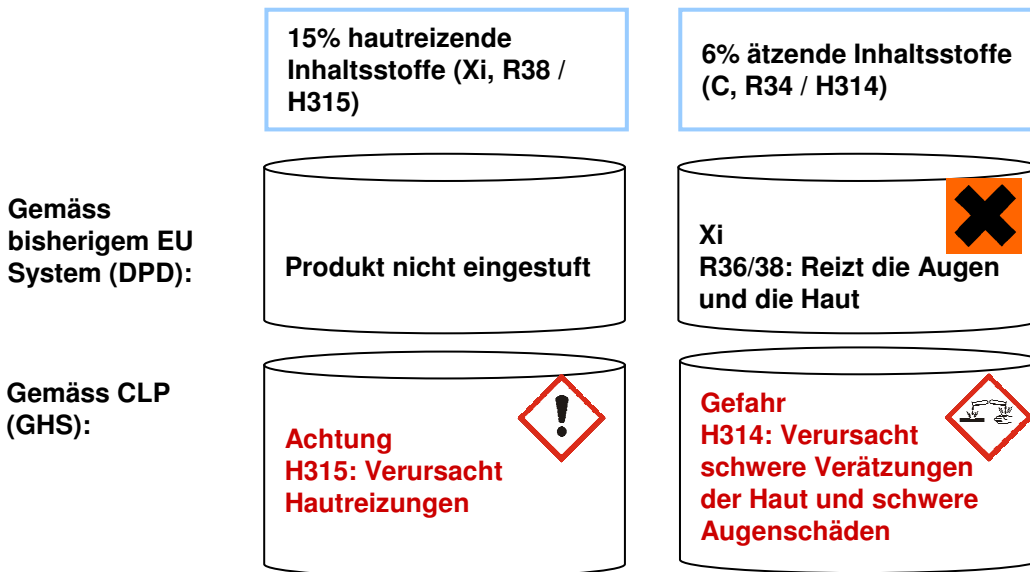 15% hautreizende
Inhaltsstoffe (Xi, R38 /
H315)
6% ätzende Inhaltsstoffe
(C, R34 / H314)
Gemäss
bisherigem EU
System (DPD):
Produkt nicht eingestuft
Xi
R36/38: Reizt die Augen
und die Haut
Gemäss CLP
(GHS):
Achtung
H315: Verursacht
Hautreizungen
Gefahr
H314: Verursacht
schwere Verätzungen
der Haut und schwere
Augenschäden